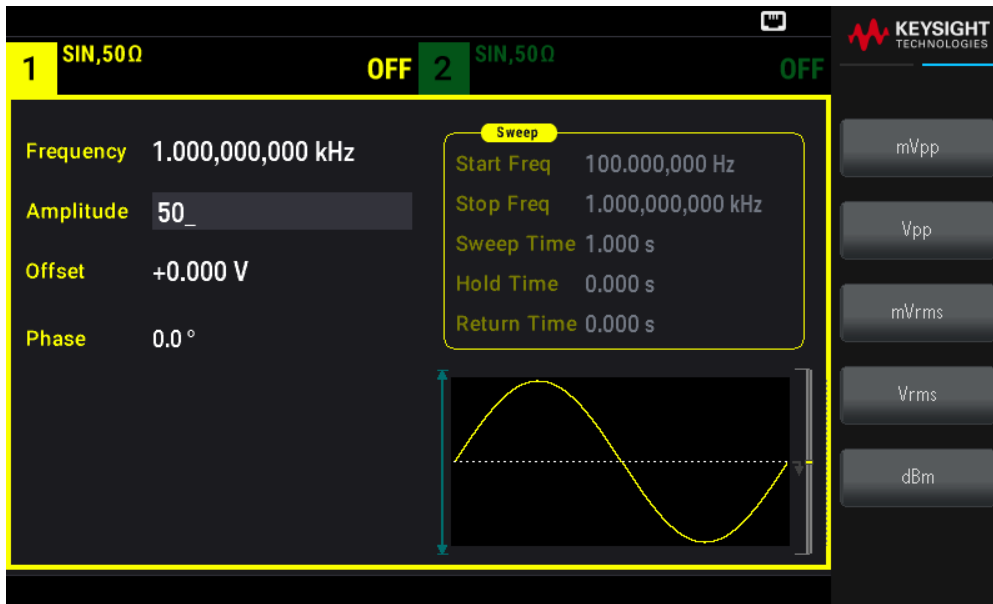 KEYSIGHT
TECHNOLOGIES
1 SIN,50Ω OFF
2 SIN,50Ω OFF
Frequency 1.000,000,000 kHz
Amplitude 50_
Offset +0.000 V
Phase 0.0 °
Sweep
Start Freq 100.000,000 Hz
Stop Freq 1.000,000,000 kHz
Sweep Time 1.000 s
Hold Time 0.000 s
Return Time 0.000 s
mVpp
Vpp
mVrms
Vrms
dBm